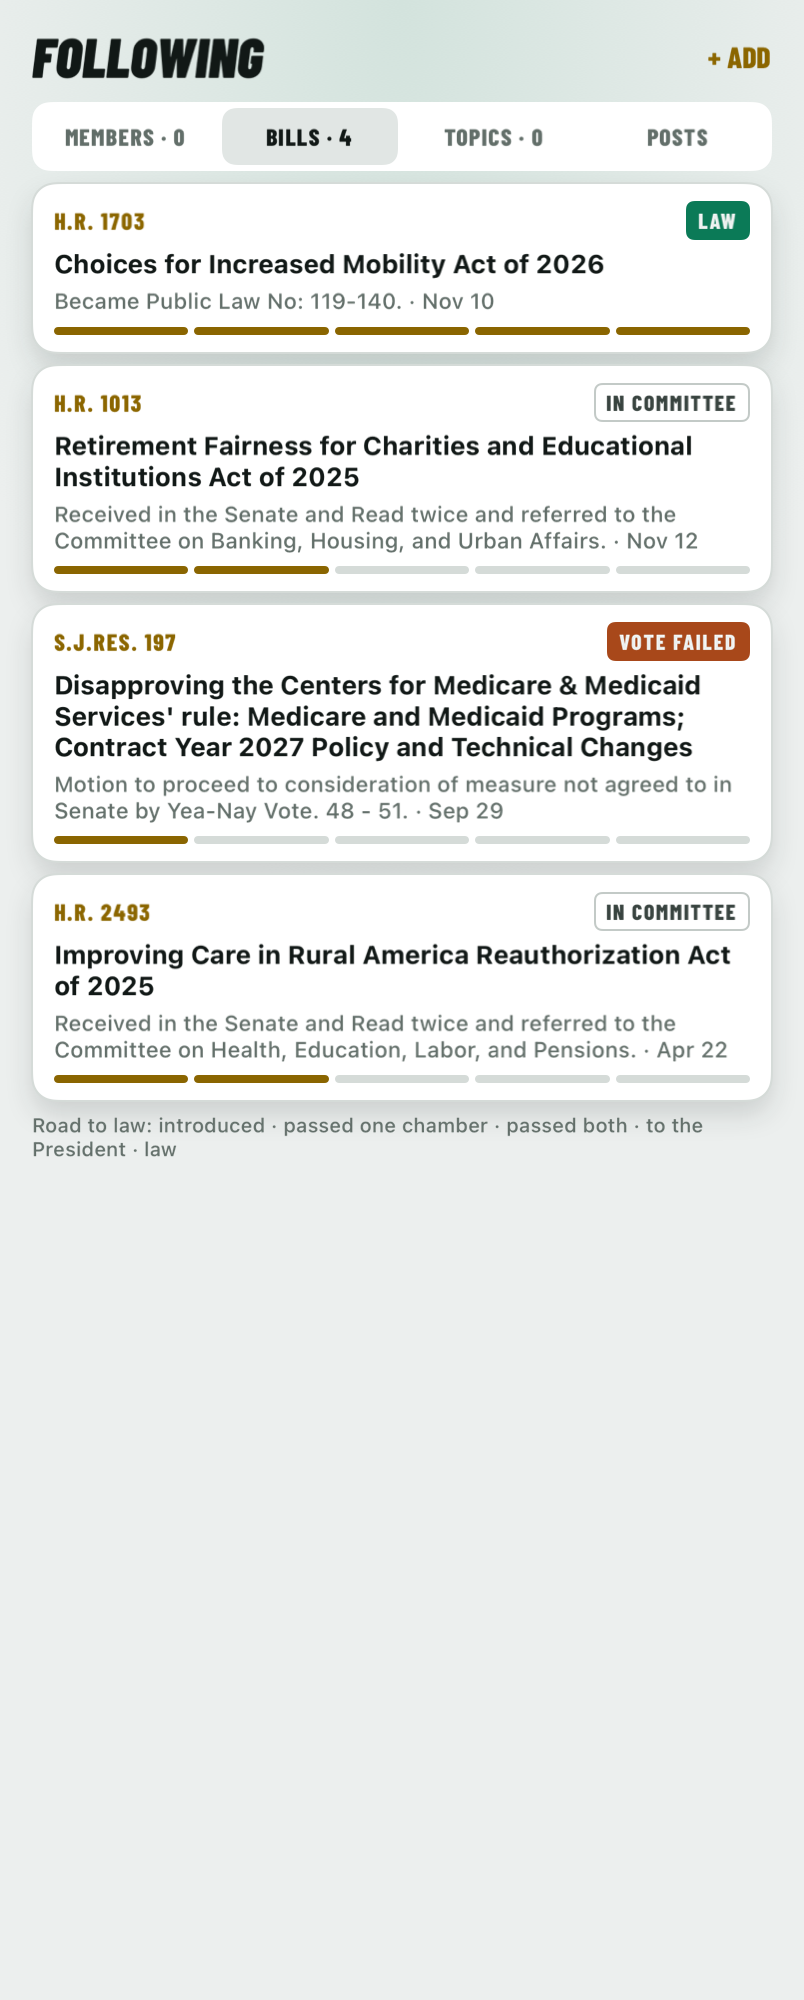 FOLLOWING
+ ADD
MEMBERS · 0
BILLS · 4
TOPICS · 0
POSTS
H.R. 1703
LAW
Choices for Increased Mobility Act of 2026
Became Public Law No: 119-140. · Nov 10
H.R. 1013
IN COMMITTEE
Retirement Fairness for Charities and Educational
Institutions Act of 2025
Received in the Senate and Read twice and referred to the
Committee on Banking, Housing, and Urban Affairs. · Nov 12
S.J.RES. 197
VOTE FAILED
Disapproving the Centers for Medicare & Medicaid
Services' rule: Medicare and Medicaid Programs;
Contract Year 2027 Policy and Technical Changes
Motion to proceed to consideration of measure not agreed to in
Senate by Yea-Nay Vote. 48 - 51. · Sep 29
H.R. 2493
IN COMMITTEE
Improving Care in Rural America Reauthorization Act
of 2025
Received in the Senate and Read twice and referred to the
Committee on Health, Education, Labor, and Pensions. · Apr 22
Road to law: introduced · passed one chamber · passed both · to the
President · law